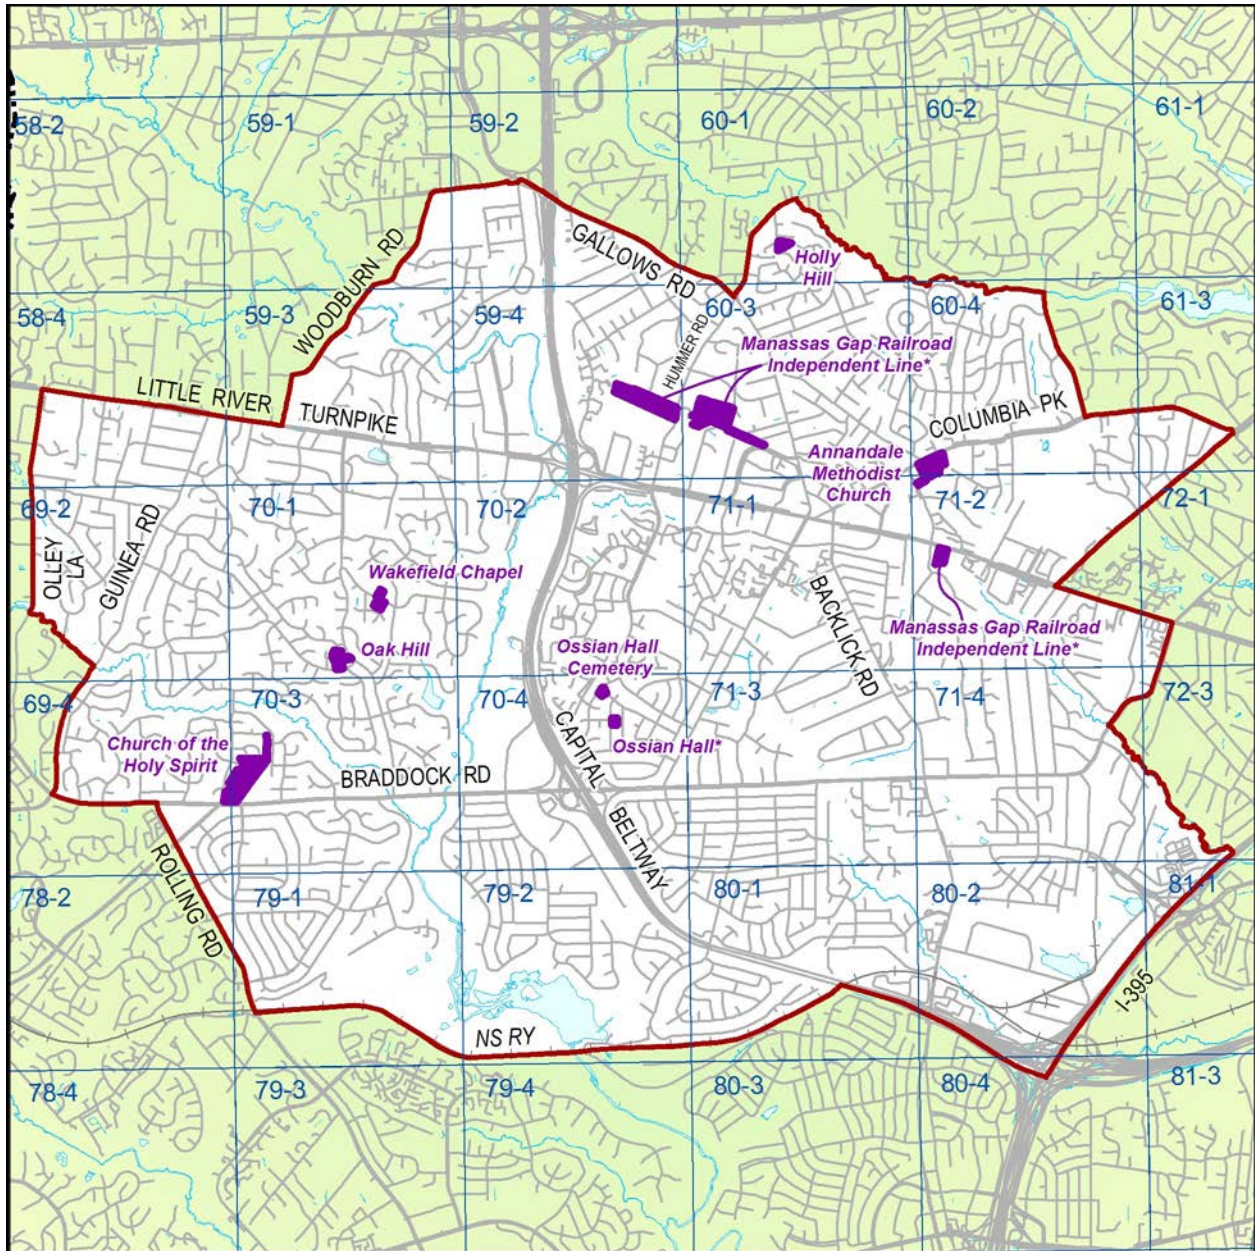 58-2
59-1
59-2
60-1
60-2
61-1
WOODBURN RD
GALLOWS RD
Holly
Hill
58-4
59-3
59-4
60-3
60-4
61-3
HUMMER RD
Manassas Gap Railroad
Independent Line*
LITTLE RIVER
TURNPIKE
COLUMBIA PK
Annandale
Methodist
Church
69-2
70-1
70-2
71-1
71-2
72-1
OLLEY
LA
GUINEA RD
Wakefield Chapel
BACKLICK RD
Oak Hill
Ossian Hall
Cemetery
Manassas Gap Railroad
Independent Line*
69-4
70-3
70-4
71-3
71-4
72-3
Church of the
Holy Spirit
Ossian Hall*
CAPITAL
BELTWAY
BRADDOCK RD
ROLLING RD
78-2
79-1
79-2
80-1
80-2
81-1
I-395
NS RY
78-4
79-3
79-4
80-3
80-4
81-3